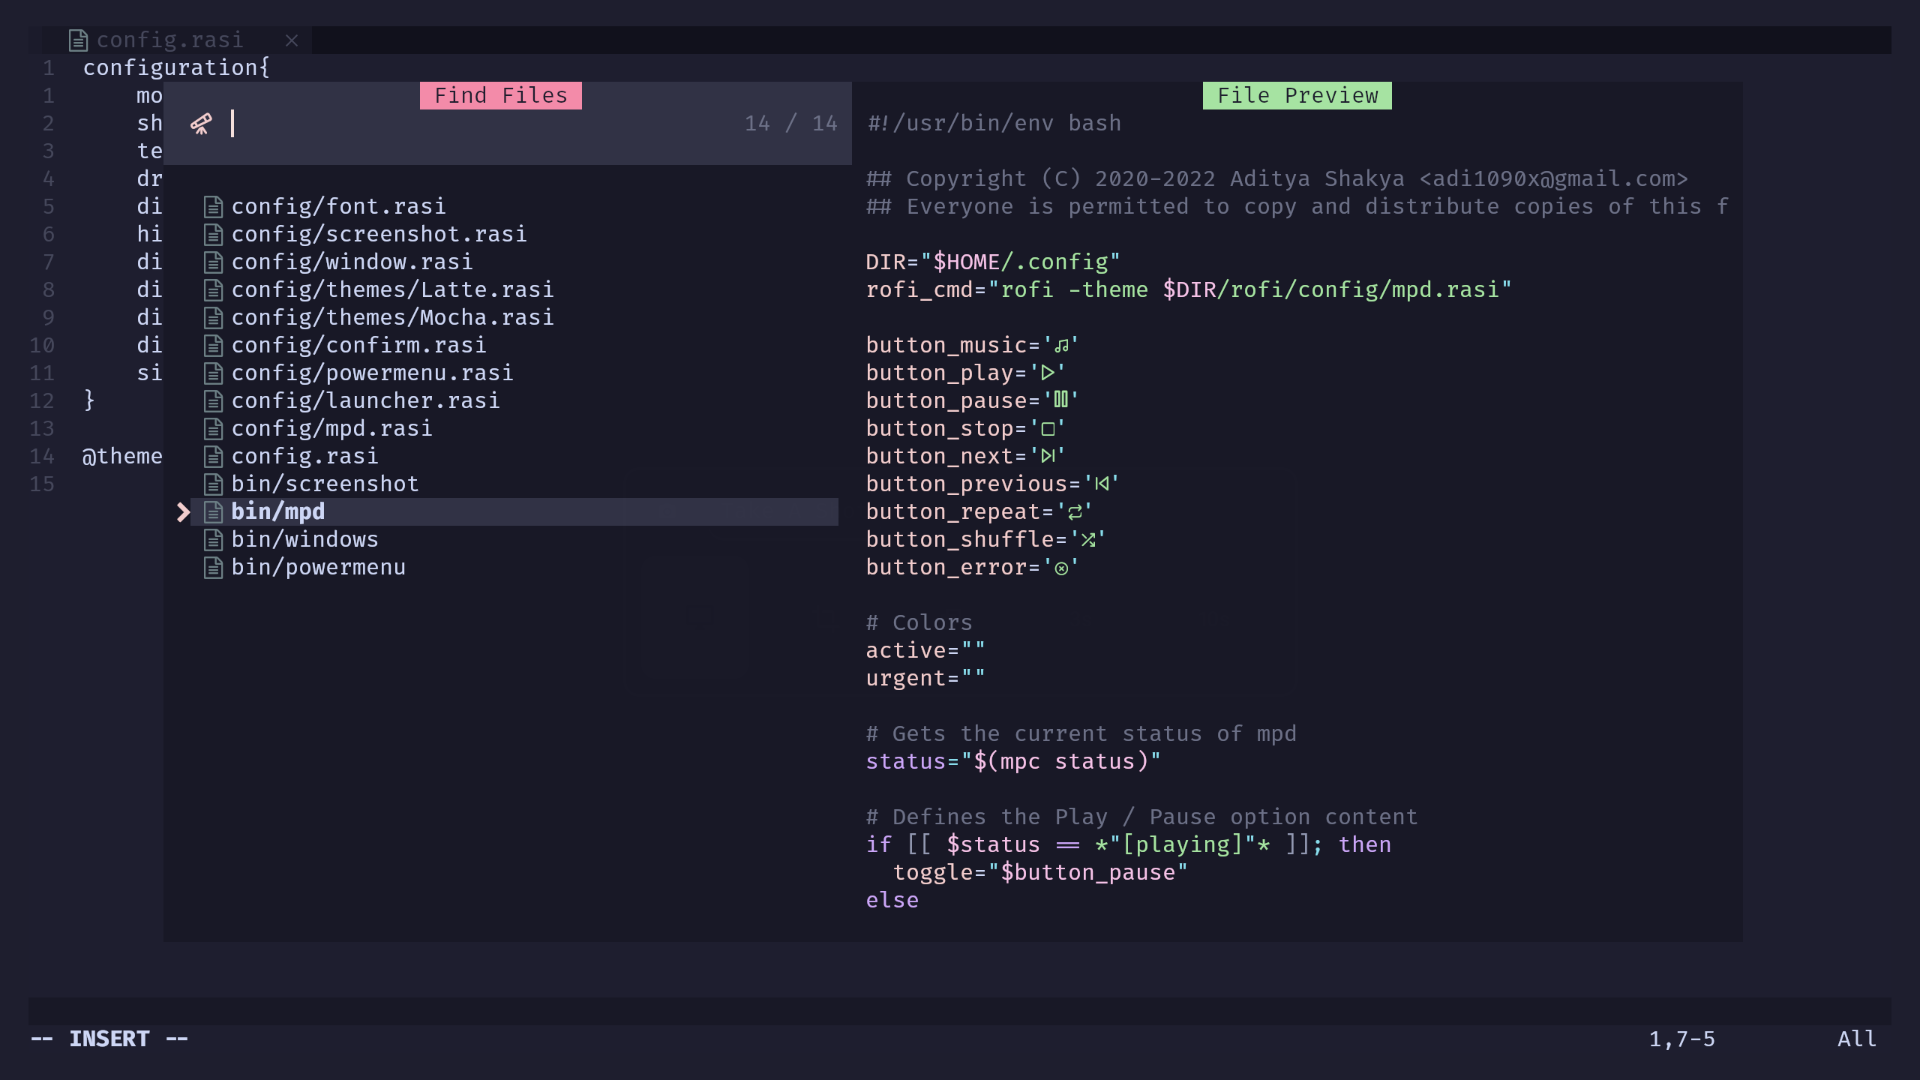 config.rasi ×
1 configuration{
1 mo
2 sh
3 te
4 dr
5 di
6 hi
7 di
8 di
9 di
10 di
11 si
12 }
13
14 @theme
15
Find Files
14 / 14
config/font.rasi
config/screenshot.rasi
config/window.rasi
config/themes/Latte.rasi
config/themes/Mocha.rasi
config/confirm.rasi
config/powermenu.rasi
config/launcher.rasi
config/mpd.rasi
config.rasi
bin/screenshot
bin/mpd
bin/windows
bin/powermenu
File Preview
#!/usr/bin/env bash
## Copyright (C) 2020-2022 Aditya Shakya <adi1090x@gmail.com>
## Everyone is permitted to copy and distribute copies of this f
DIR="$HOME/.config"
rofi_cmd="rofi -theme $DIR/rofi/config/mpd.rasi"
button_music='♫'
button_play='▷'
button_pause='⏸'
button_stop='□'
button_next='⏭'
button_previous='⏮'
button_repeat='🔁'
button_shuffle='🔀'
button_error='⊗'
# Colors
active=""
urgent=""
# Gets the current status of mpd
status="$(mpc status)"
# Defines the Play / Pause option content
if [[ $status == *"[playing]"* ]]; then
toggle="$button_pause"
else
-- INSERT --
1,7-5
All